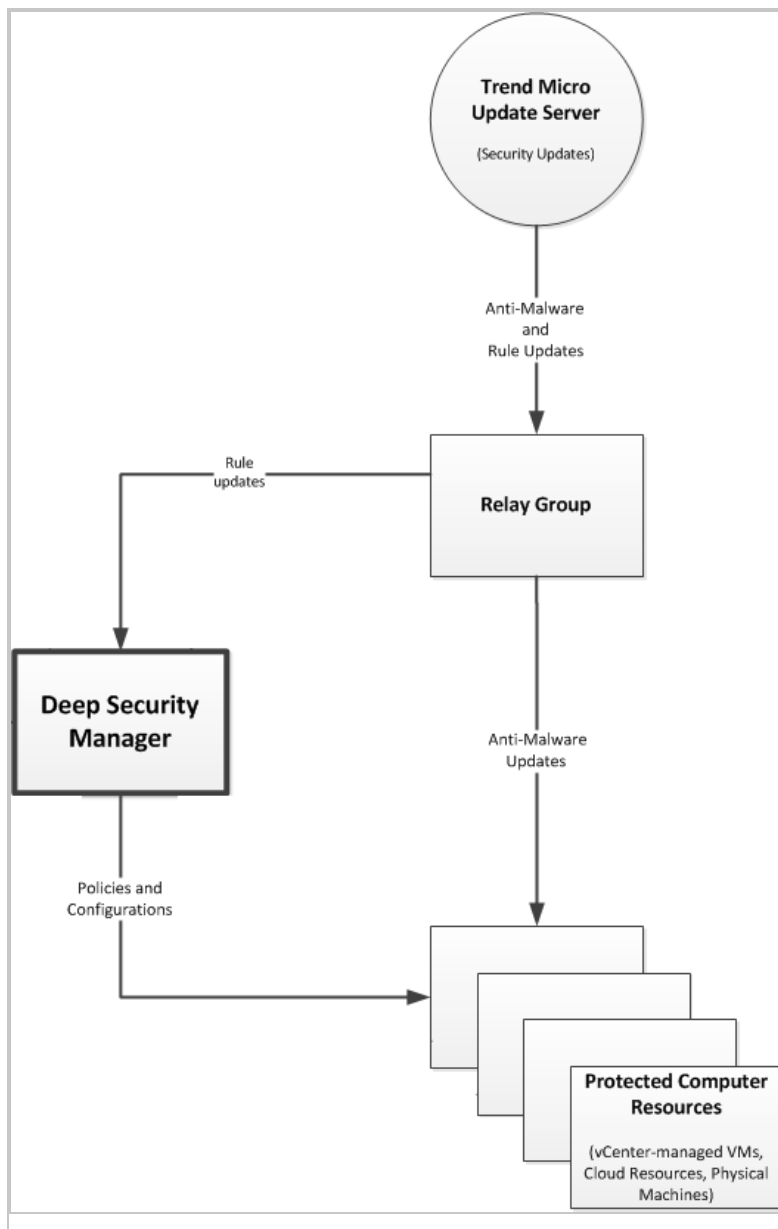 Trend Micro
Update Server
(Security Updates)
Anti-Malware
and
Rule Updates
Rule
updates
Relay Group
Deep Security
Manager
Anti-Malware
Updates
Policies and
Configurations
Protected Computer
Resources
(vCenter-managed VMs,
Cloud Resources, Physical
Machines)